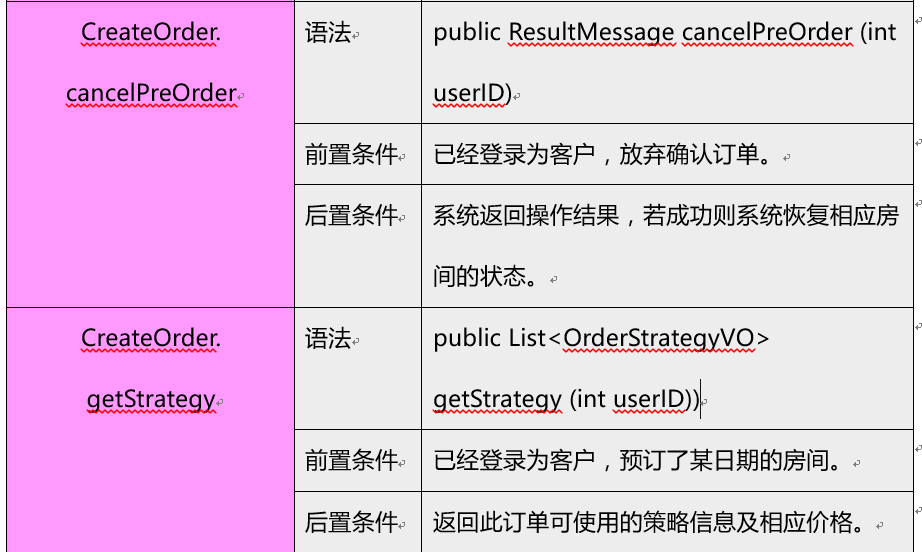 CreateOrder.
cancelPreOrder
语法
public ResultMessage cancelPreOrder (int
userID)
前置条件
已经登录为客户，放弃确认订单。
后置条件
系统返回操作结果，若成功则系统恢复相应房
间的状态。
CreateOrder.
getStrategy
语法
public List<OrderStrategyVO>
getStrategy (int userID))
前置条件
已经登录为客户，预订了某日期的房间。
后置条件
返回此订单可使用的策略信息及相应价格。